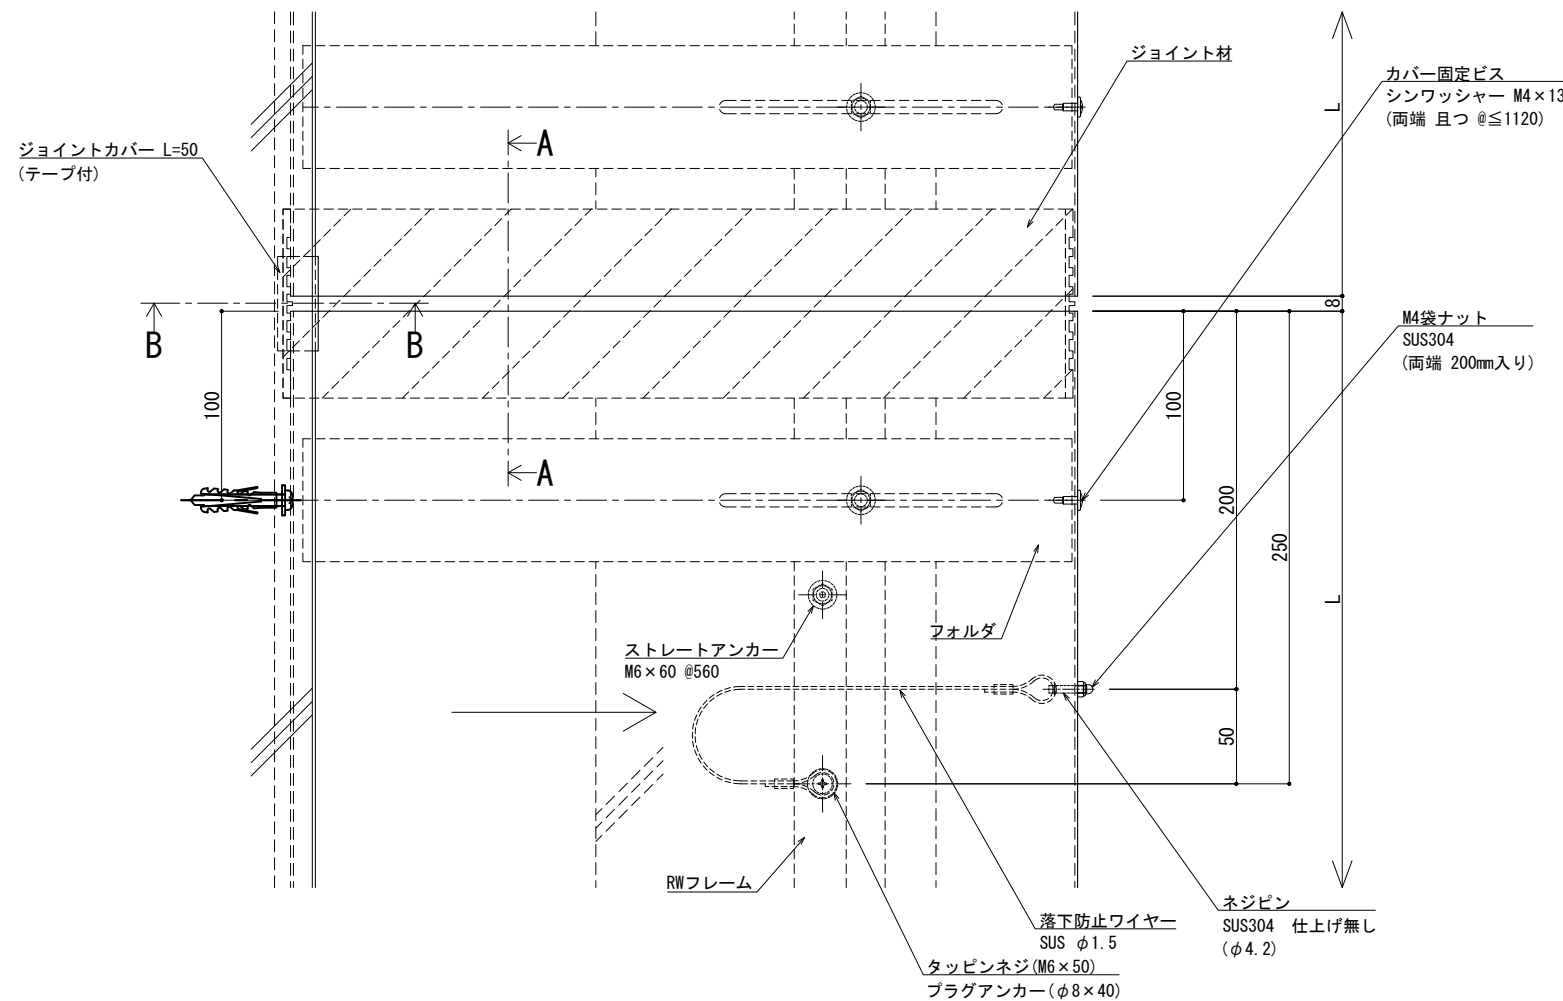 ジョイント材
カバー固定ビス
シンワッシャー M4×13
(両端 且つ @≦1120)
L
A
ジョイントカバー L=50
(テープ付)
8
B
B
M4袋ナット
SUS304
(両端 200mm入り)
100
100
A
200
250
L
フォルダ
ストレートアンカー
M6×60 @560
50
RWフレーム
ネジピン
SUS304 仕上げ無し
(φ4.2)
落下防止ワイヤー
SUS φ1.5
タッピンネジ(M6×50)
プラグアンカー(φ8×40)